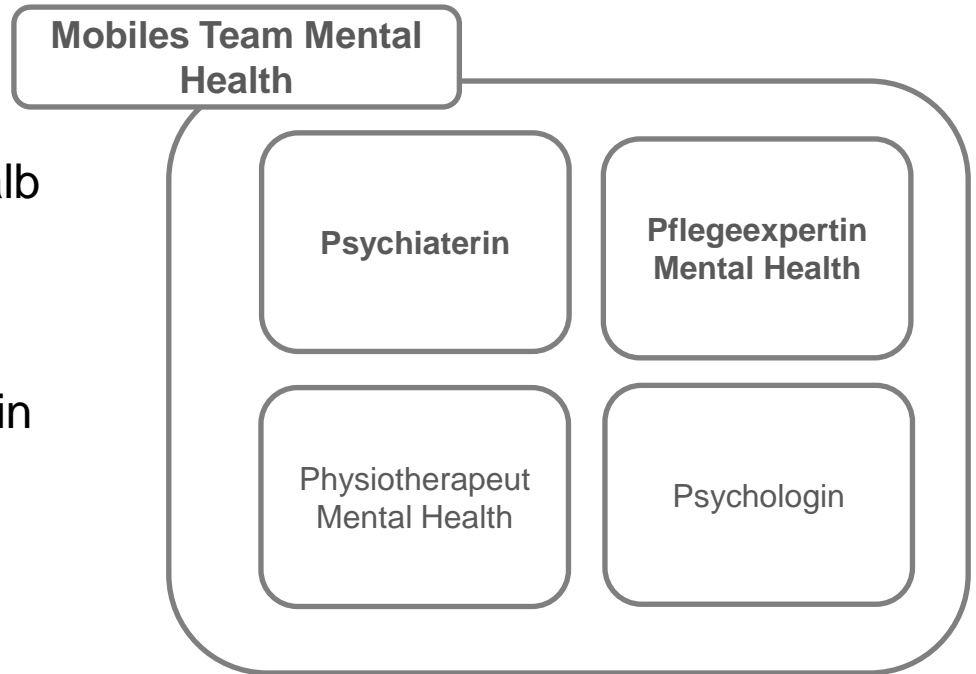 Mobiles Team Mental
Health
Psychiaterin
Pflegeexpertin
Mental Health
Physiotherapeut
Mental Health
Psychologin